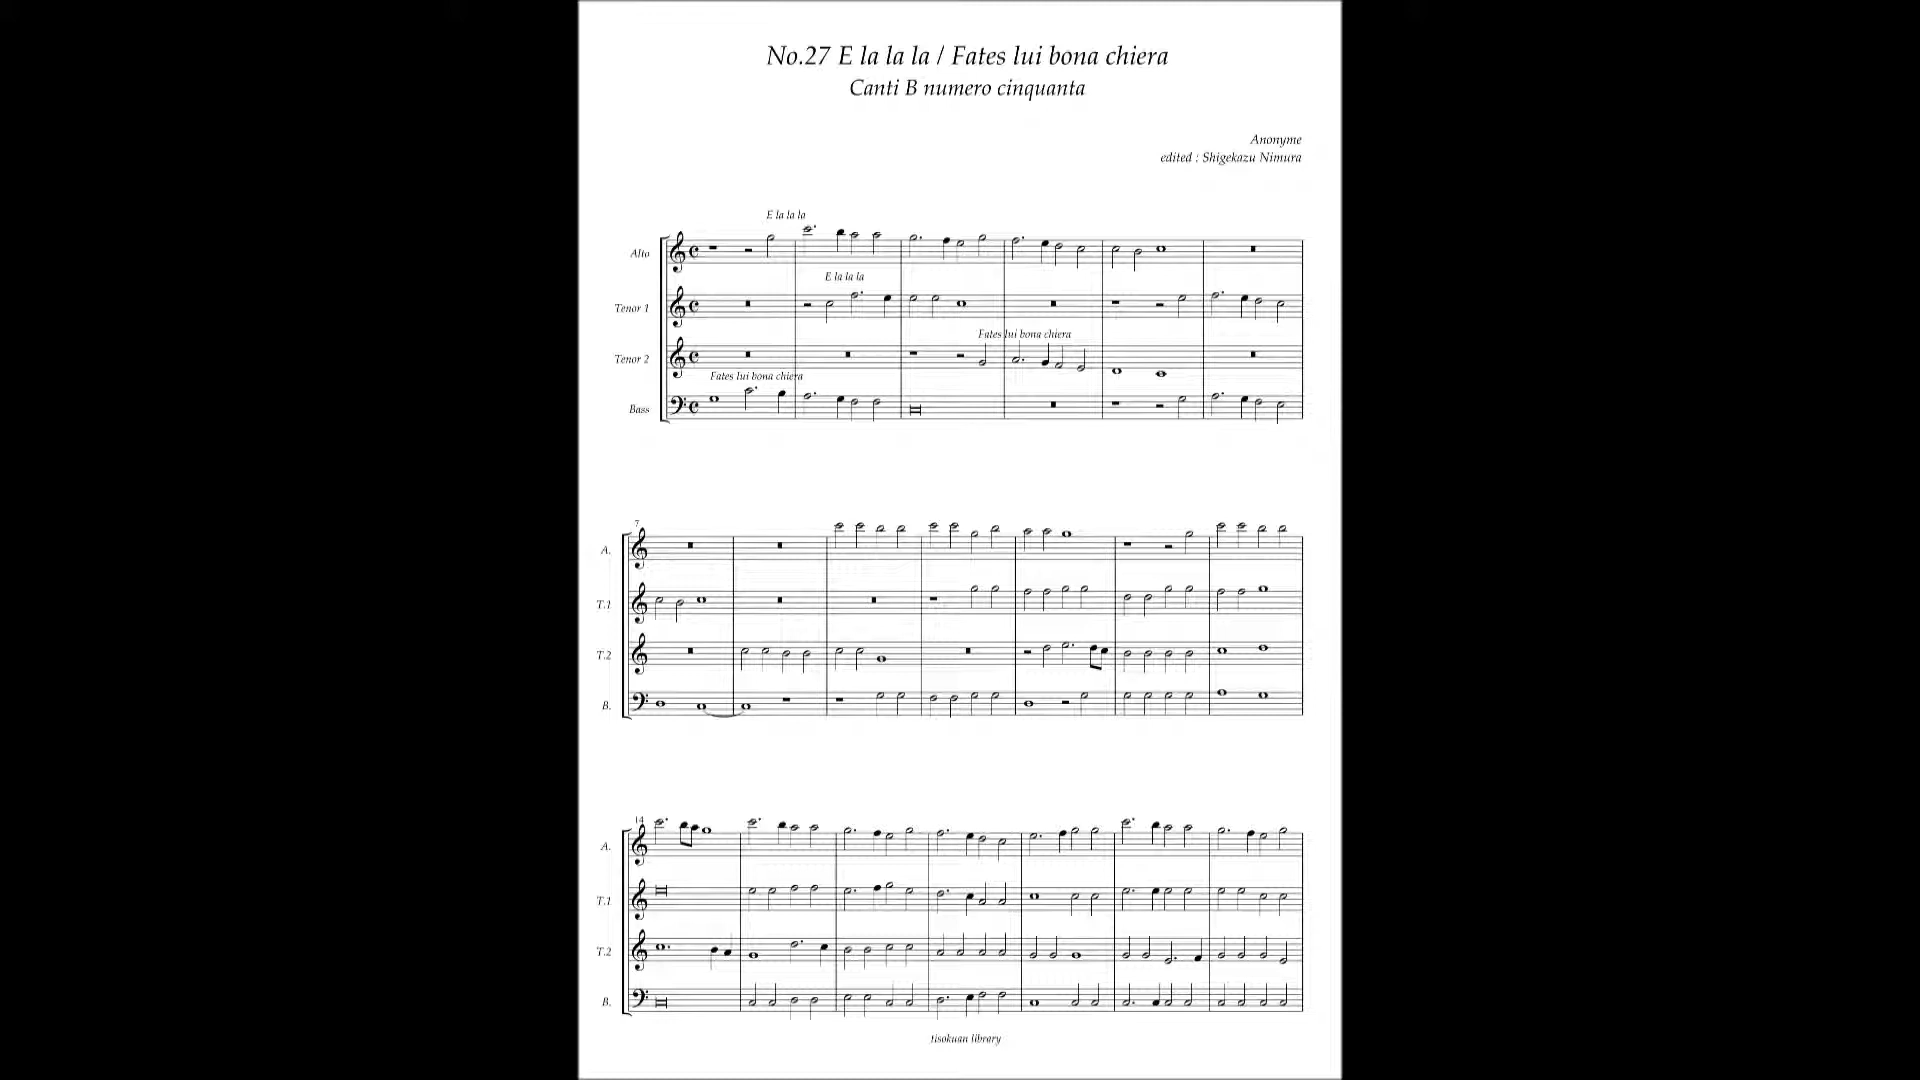 No.27 E la la la / Fates lui bona chiera
Canti B numero cinquanta
Anonyme
edited : Shigekazu Nimura
E la la la
Alto
E la la la
Tenor 1
Fates lui bona chiera
Tenor 2
Fates lui bona chiera
Bass
7
A.
T.1
T.2
B.
14
A.
T.1
T.2
B.
tisokuan library